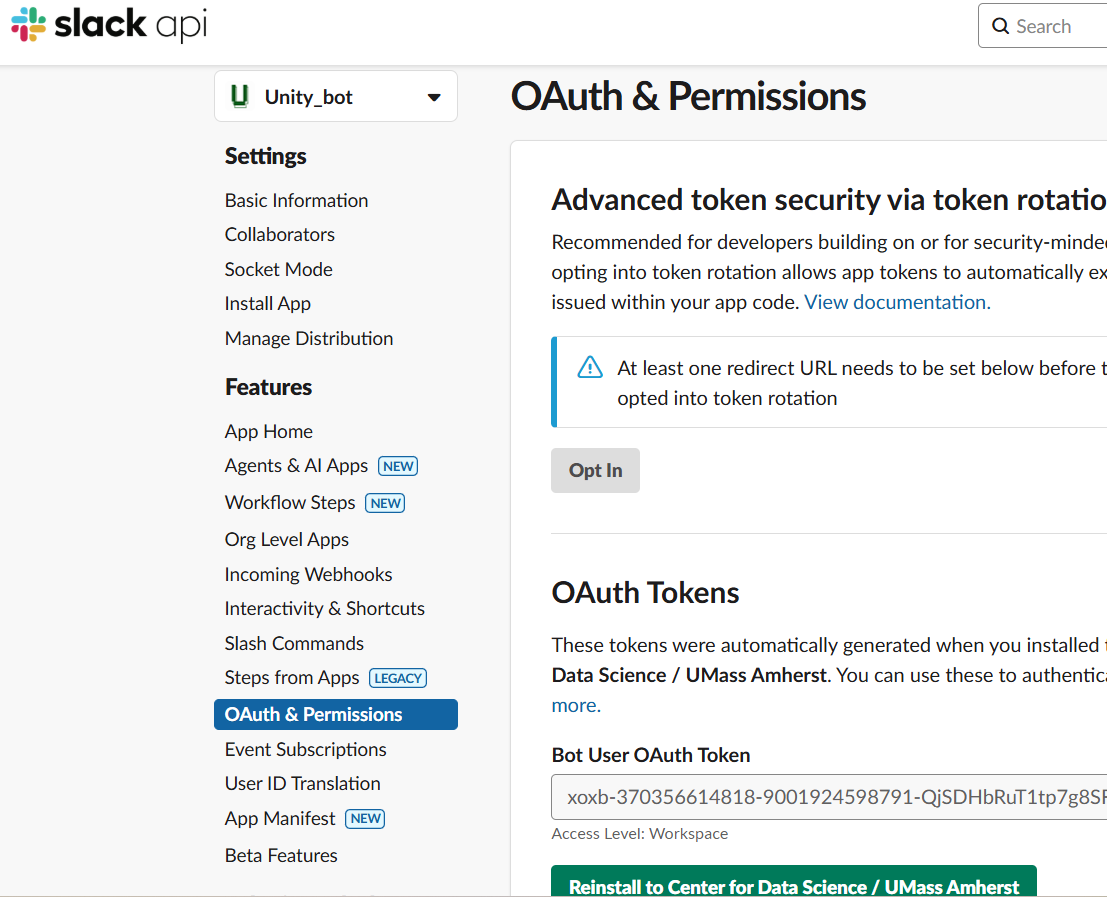 slack api
Search
Unity_bot
Settings
Basic Information
Collaborators
Socket Mode
Install App
Manage Distribution
Features
App Home
Agents & AI Apps NEW
Workflow Steps NEW
Org Level Apps
Incoming Webhooks
Interactivity & Shortcuts
Slash Commands
Steps from Apps LEGACY
OAuth & Permissions
Event Subscriptions
User ID Translation
App Manifest NEW
Beta Features
OAuth & Permissions
Advanced token security via token rotatio
Recommended for developers building on or for security-minde
opting into token rotation allows app tokens to automatically ex
issued within your app code. View documentation.
At least one redirect URL needs to be set below before t
opted into token rotation
Opt In
OAuth Tokens
These tokens were automatically generated when you installed t
Data Science / UMass Amherst. You can use these to authentica
more.
Bot User OAuth Token
xoxb-370356614818-9001924598791-QjSDHbRuT1tp7g8S
Access Level: Workspace
Reinstall to Center for Data Science / UMass Amherst